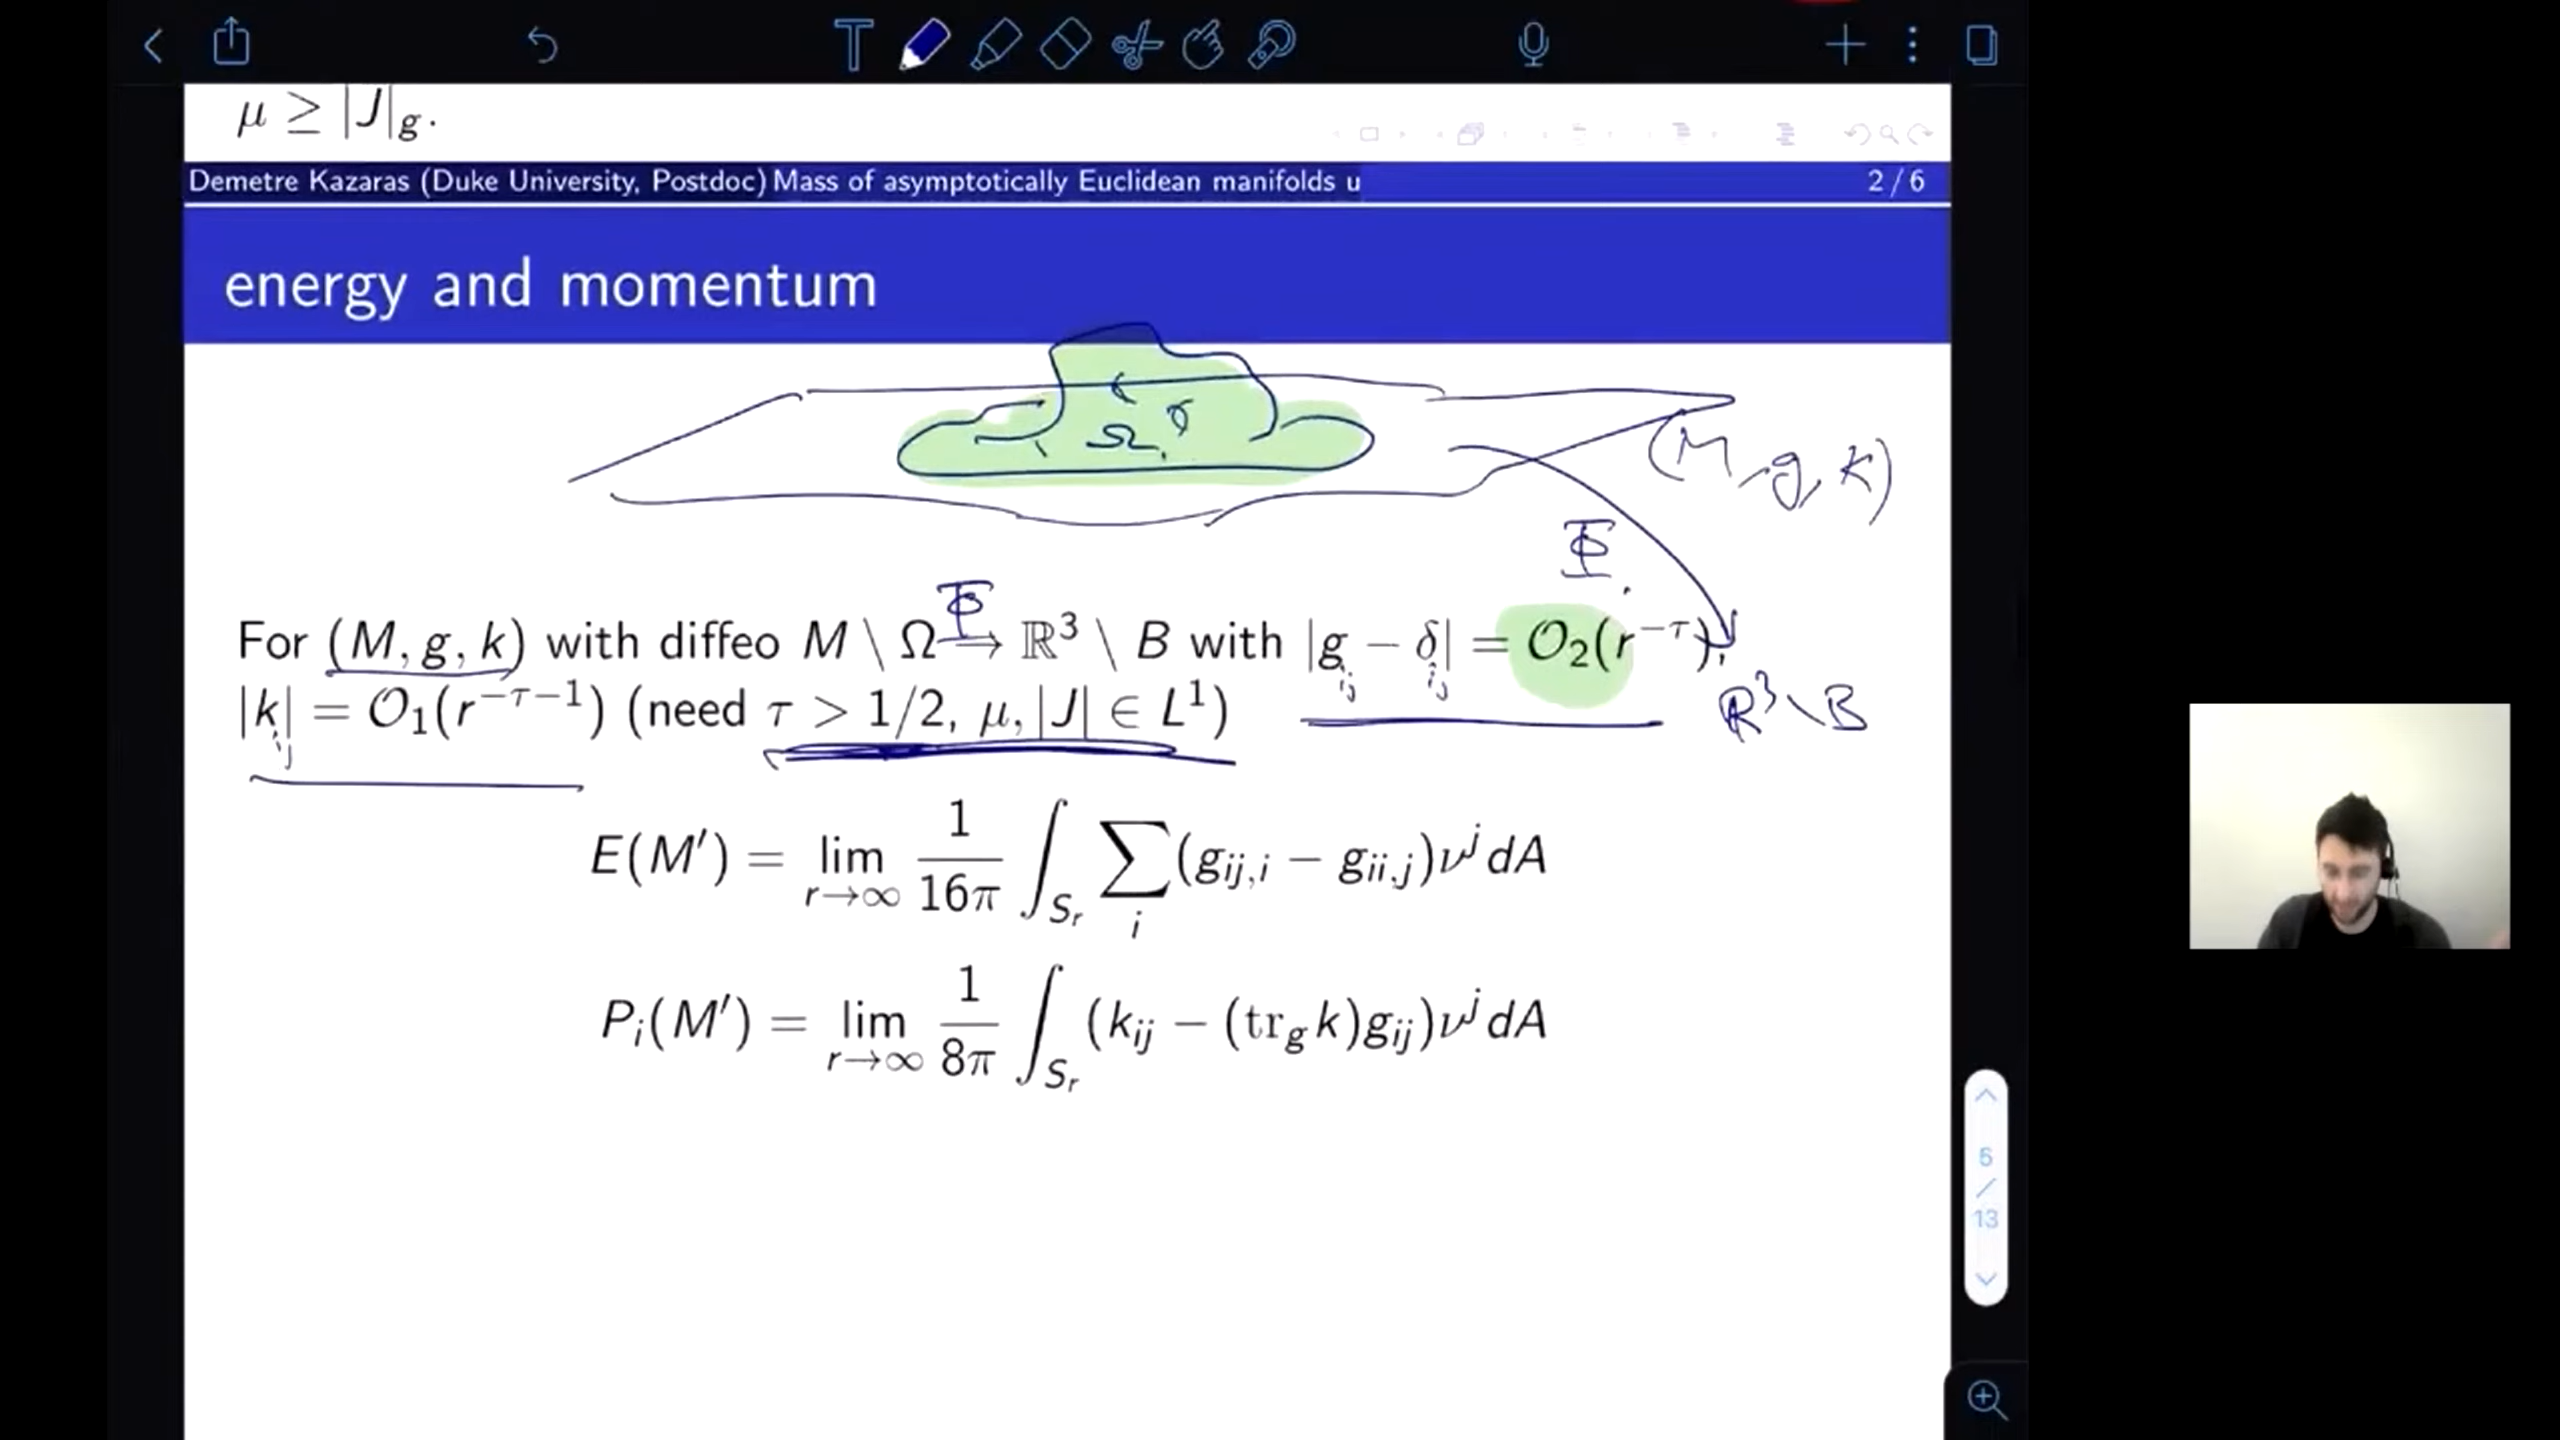 μ ≥ |J|_g.
Demetre Kazaras (Duke University, Postdoc) Mass of asymptotically Euclidean manifolds u 2 / 6
energy and momentum
Ω
(M, g, k)
Φ
Φ
For (M, g, k) with diffeo M \ Ω → ℝ³ \ B with |g_ij − δ_ij| = O₂(r^{−τ}),
|k_ij| = O₁(r^{−τ−1}) (need τ > 1/2, μ, |J| ∈ L¹)
ℝ³ \ B
E(M′) = lim_{r→∞} 1/16π ∫_{S_r} ∑_i (g_{ij,i} − g_{ii,j})ν^j dA
P_i(M′) = lim_{r→∞} 1/8π ∫_{S_r} (k_{ij} − (tr_g k)g_{ij})ν^j dA
5
/
13